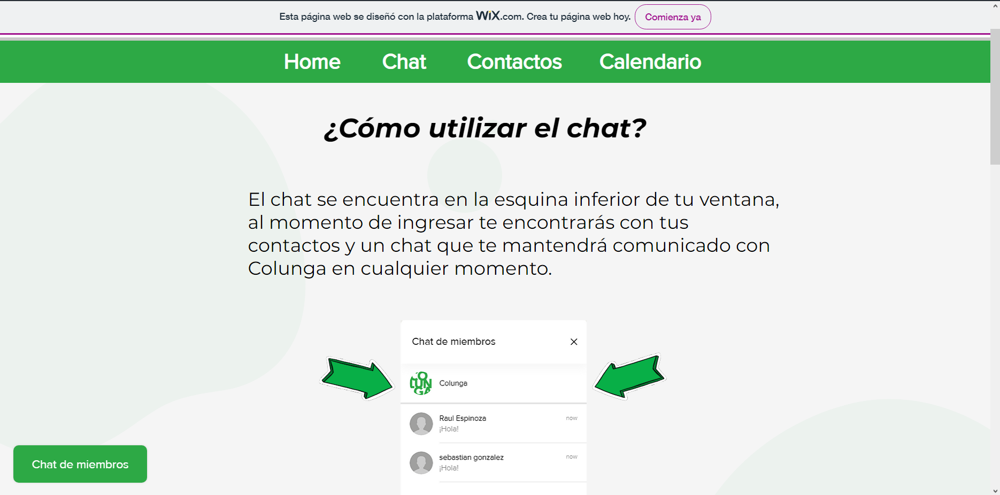 Esta página web se diseñó con la plataforma WiX.com. Crea tu página web hoy. Comienza ya
Home Chat Contactos Calendario
¿Cómo utilizar el chat?
El chat se encuentra en la esquina inferior de tu ventana,
al momento de ingresar te encontrarás con tus
contactos y un chat que te mantendrá comunicado con
Colunga en cualquier momento.
Chat de miembros
COLUNGA
Colunga
Raul Espinoza now
¡Hola!
sebastian gonzalez now
¡Hola!
Chat de miembros